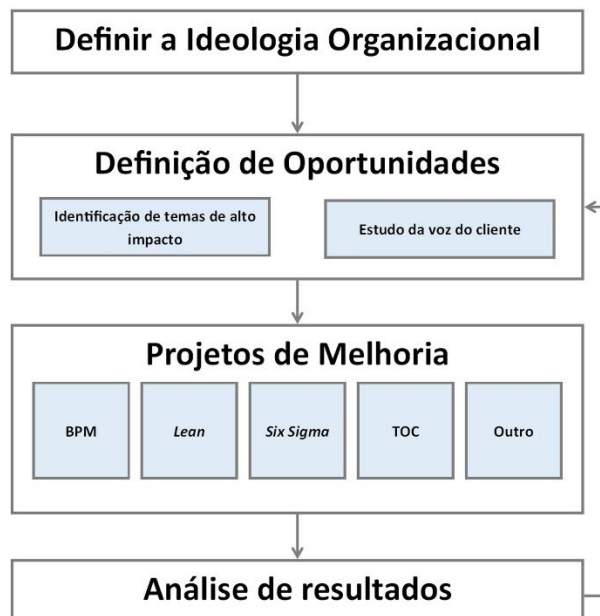 Definir a Ideologia Organizacional
Definição de Oportunidades
Identificação de temas de alto
impacto
Estudo da voz do cliente
Projetos de Melhoria
BPM
Lean
Six Sigma
TOC
Outro
Análise de resultados